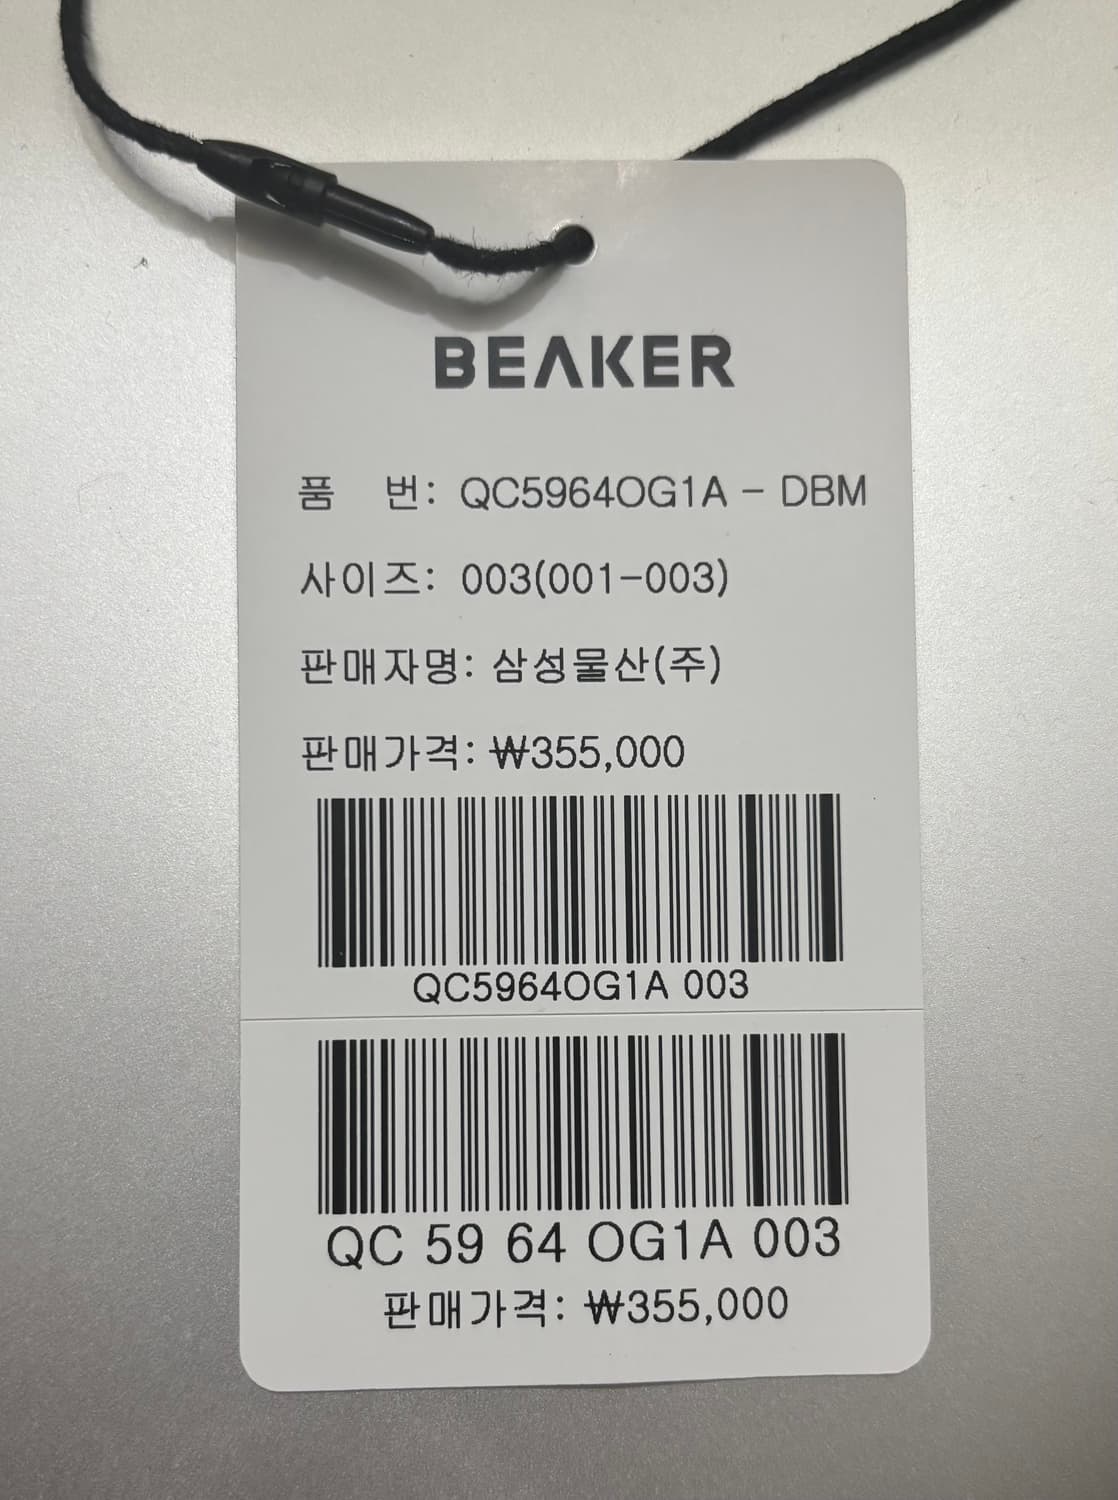 BEAKER
품 번: QC5964OG1A - DBM
사이즈: 003(001-003)
판매자명: 삼성물산(주)
판매가격: ₩355,000
QC5964OG1A 003
QC 59 64 OG1A 003
판매가격: ₩355,000